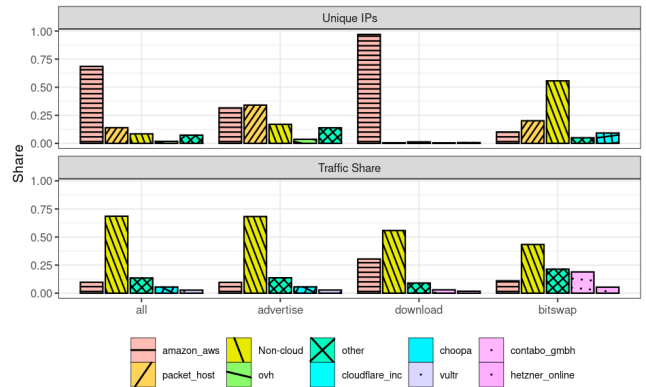 Unique IPs
1.00
0.75
0.50
0.25
0.00
Share
Traffic Share
1.00
0.75
0.50
0.25
0.00
all advertise download bitswap
amazon_aws Non-cloud other choopa contabo_gmbh
packet_host ovh cloudflare_inc vultr hetzner_online